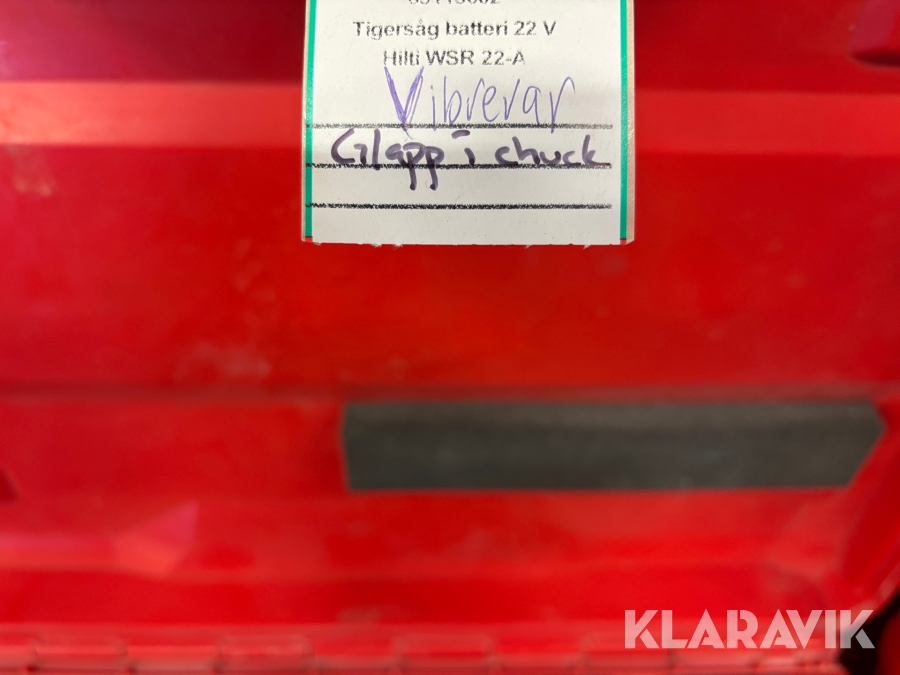 Tigersåg batteri 22 V
Hilti WSR 22-A
Vibrerar
Glapp i chuck
KLARAVIK